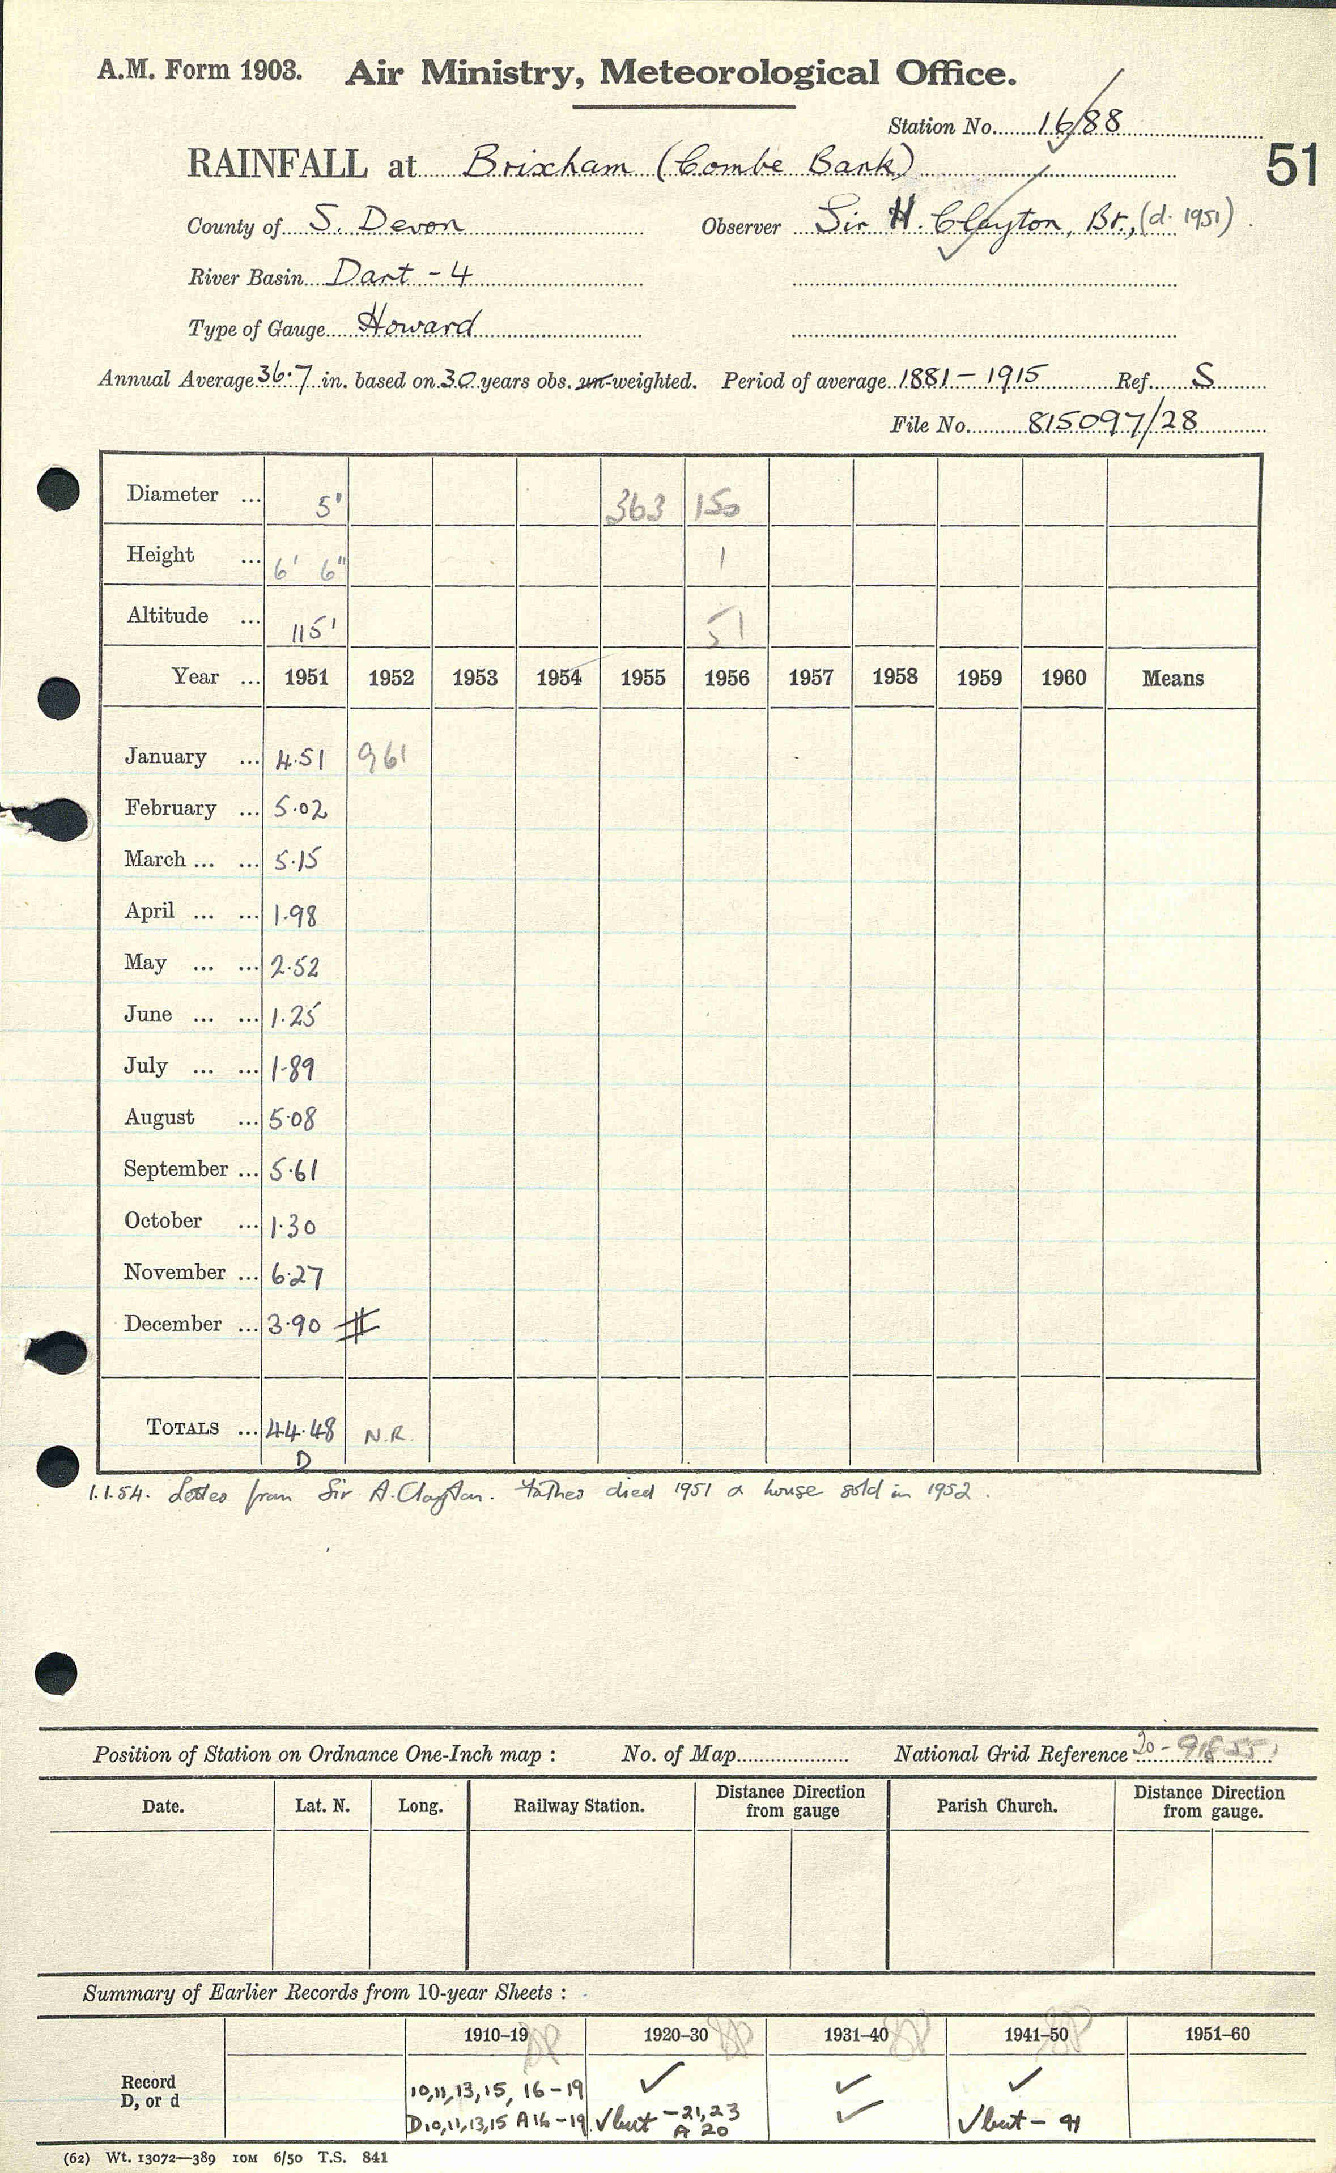 A.M. Form 1903. Air Ministry, Meteorological Office.
Station No. 1688
RAINFALL at Brixham (Combe Bank)
51
County of S. Devon Observer Sir H. Clayton, Br., (d. 1951)
River Basin Dart - 4
Type of Gauge Howard
Annual Average 36.7 in. based on 30 years obs. un-weighted. Period of average 1881 - 1915 Ref. S
File No. 815097/28
Diameter ... 5" 363 150
Height ... 6' 6" 1
Altitude ... 115' 51
Year ... 1951 1952 1953 1954 1955 1956 1957 1958 1959 1960 Means
January ... 4.51 961
February ... 5.02
March ... ... 5.15
April ... ... 1.98
May ... ... 2.52
June ... ... 1.25
July ... ... 1.89
August ... 5.08
September ... 5.61
October ... 1.30
November ... 6.27
December ... 3.90
TOTALS ... 44.48 N.R.
D
1.1.54. Letter from Sir A. Clayton. Father died 1951 & house sold in 1952.
Position of Station on Ordnance One-Inch map : No. of Map National Grid Reference 20 - 918551
Date. Lat. N. Long. Railway Station. Distance from gauge Direction Parish Church. Distance from gauge. Direction
Summary of Earlier Records from 10-year Sheets :
1910-19 1920-30 1931-40 1941-50 1951-60
Record 10,11,13,15, 16-19 ✓ ✓ ✓
D, or d D10,11,13,15 A16-19 ✓ but -21,23 A 20 ✓ ✓ but - 41
(62) Wt. 13072—389 10M 6/50 T.S. 841